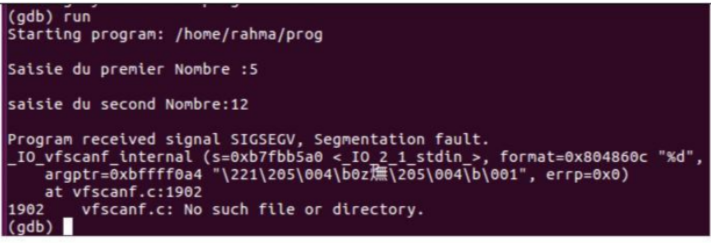 (gdb) run
Starting program: /home/rahma/prog
Saisie du premier Nombre :5
saisie du second Nombre:12
Program received signal SIGSEGV, Segmentation fault.
_IO_vfscanf_internal (s=0xb7fbb5a0 <_IO_2_1_stdin_>, format=0x804860c "%d",
argptr=0xbffff0a4 "\221\205\004\b0z\205\004\b\001", errp=0x0)
at vfscanf.c:1902
1902 vfscanf.c: No such file or directory.
(gdb)